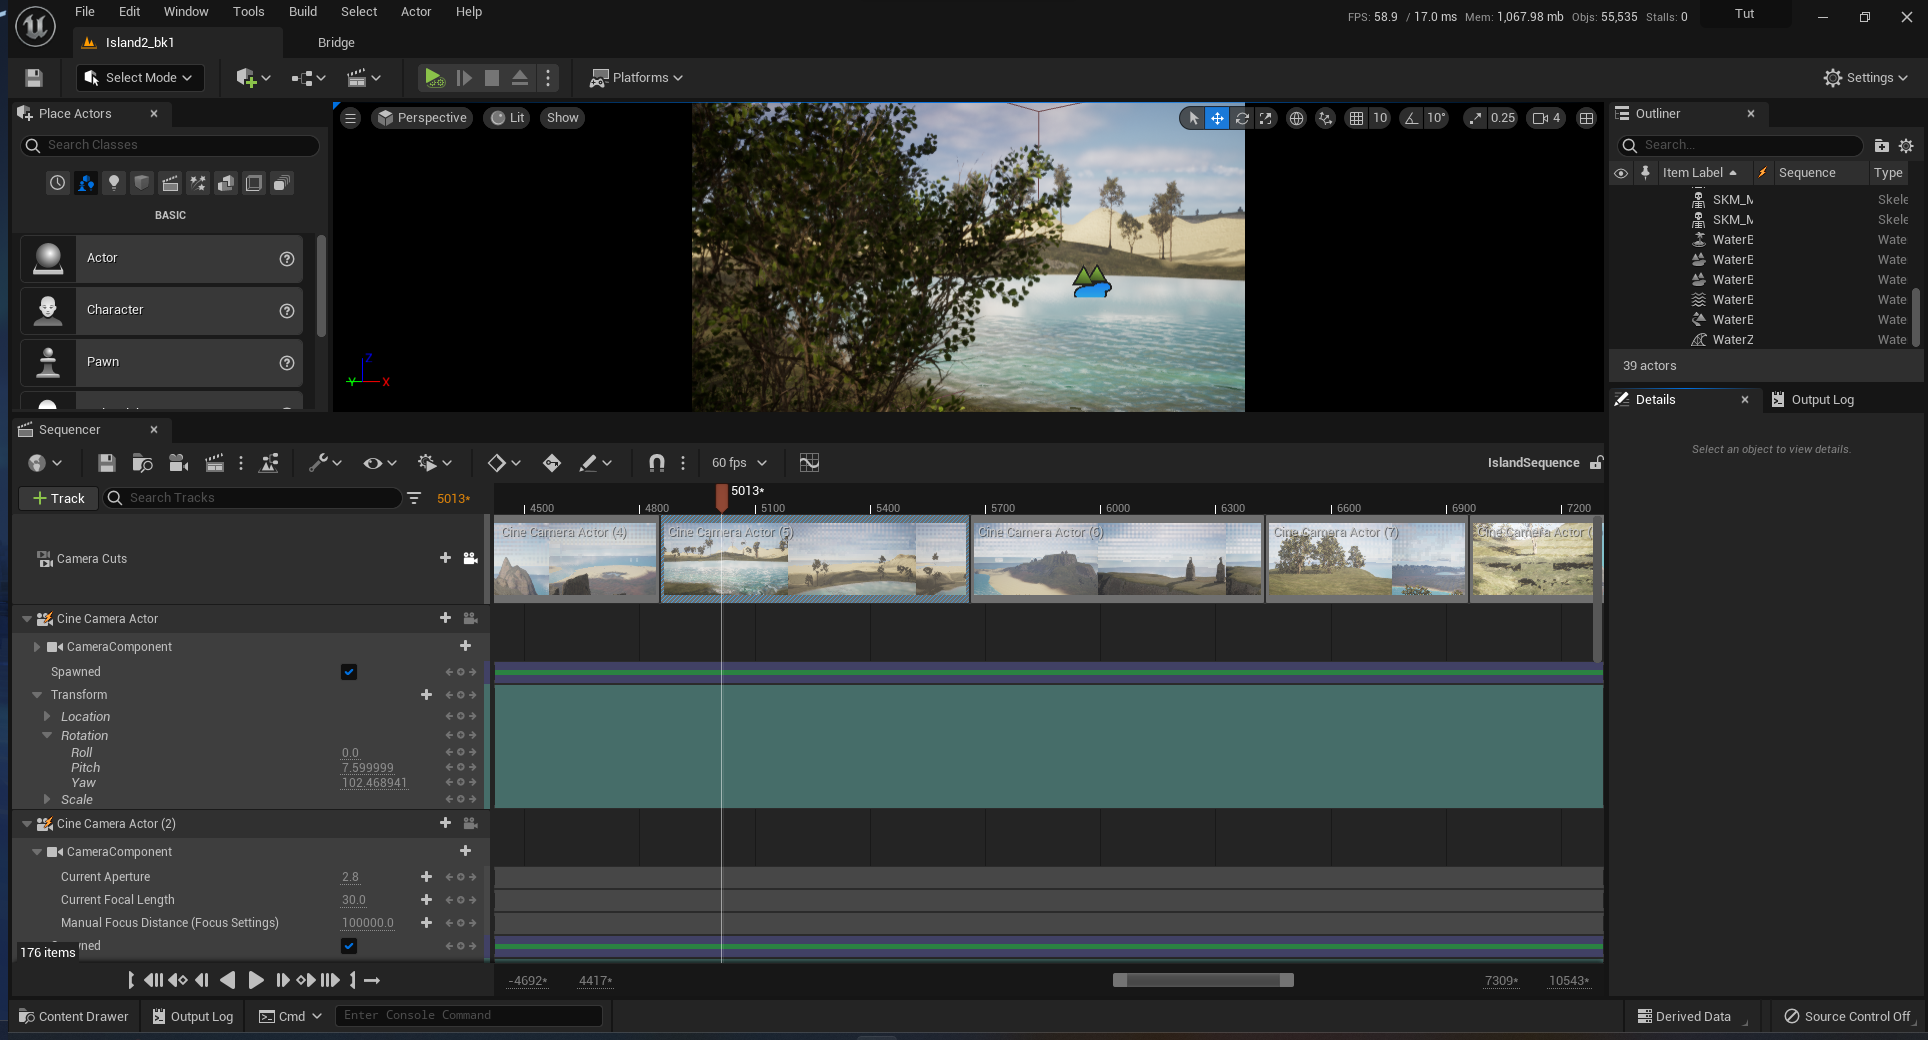 File Edit Window Tools Build Select Actor Help
FPS: 58.9 / 17.0 ms Mem: 1,067.98 mb Objs: 55,535 Stalls: 0
Tut
Island2_bk1
Bridge
Select Mode
Platforms
Settings
Place Actors
Search Classes
BASIC
Actor
Character
Pawn
Perspective
Lit
Show
10
10°
0.25
4
Z
Y
X
Outliner
Search...
Item Label
Sequence
Type
SKM_M Skele
SKM_M Skele
WaterB Wate
WaterB Wate
WaterB Wate
WaterB Wate
WaterB Wate
WaterZ Wate
39 actors
Details
Output Log
Select an object to view details.
Sequencer
60 fps
IslandSequence
Track
Search Tracks
5013*
5013*
4500 4800 5100 5400 5700 6000 6300 6600 6900 7200
Camera Cuts
Cine Camera Actor (4)
Cine Camera Actor (5)
Cine Camera Actor (6)
Cine Camera Actor (7)
Cine Camera Actor (
Cine Camera Actor
CameraComponent
Spawned
Transform
Location
Rotation
Roll 0.0
Pitch 7.599999
Yaw 102.468941
Scale
Cine Camera Actor (2)
CameraComponent
Current Aperture 2.8
Current Focal Length 30.0
Manual Focus Distance (Focus Settings) 100000.0
wned
176 items
-4692* 4417* 7309* 10543*
Content Drawer
Output Log
Cmd
Enter Console Command
Derived Data
Source Control Off